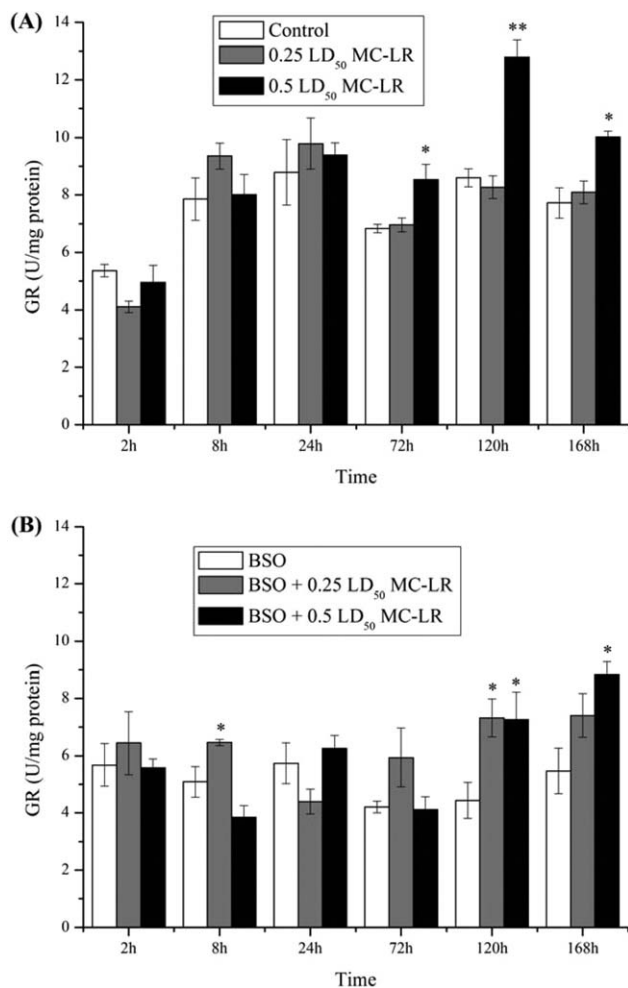 (A)
Control
0.25 LD50 MC-LR
0.5 LD50 MC-LR
GR (U/mg protein)
14
12
10
8
6
4
2
0
*
**
*
2h 8h 24h 72h 120h 168h
Time
(B)
BSO
BSO + 0.25 LD50 MC-LR
BSO + 0.5 LD50 MC-LR
GR (U/mg protein)
14
12
10
8
6
4
2
0
*
* *
*
2h 8h 24h 72h 120h 168h
Time